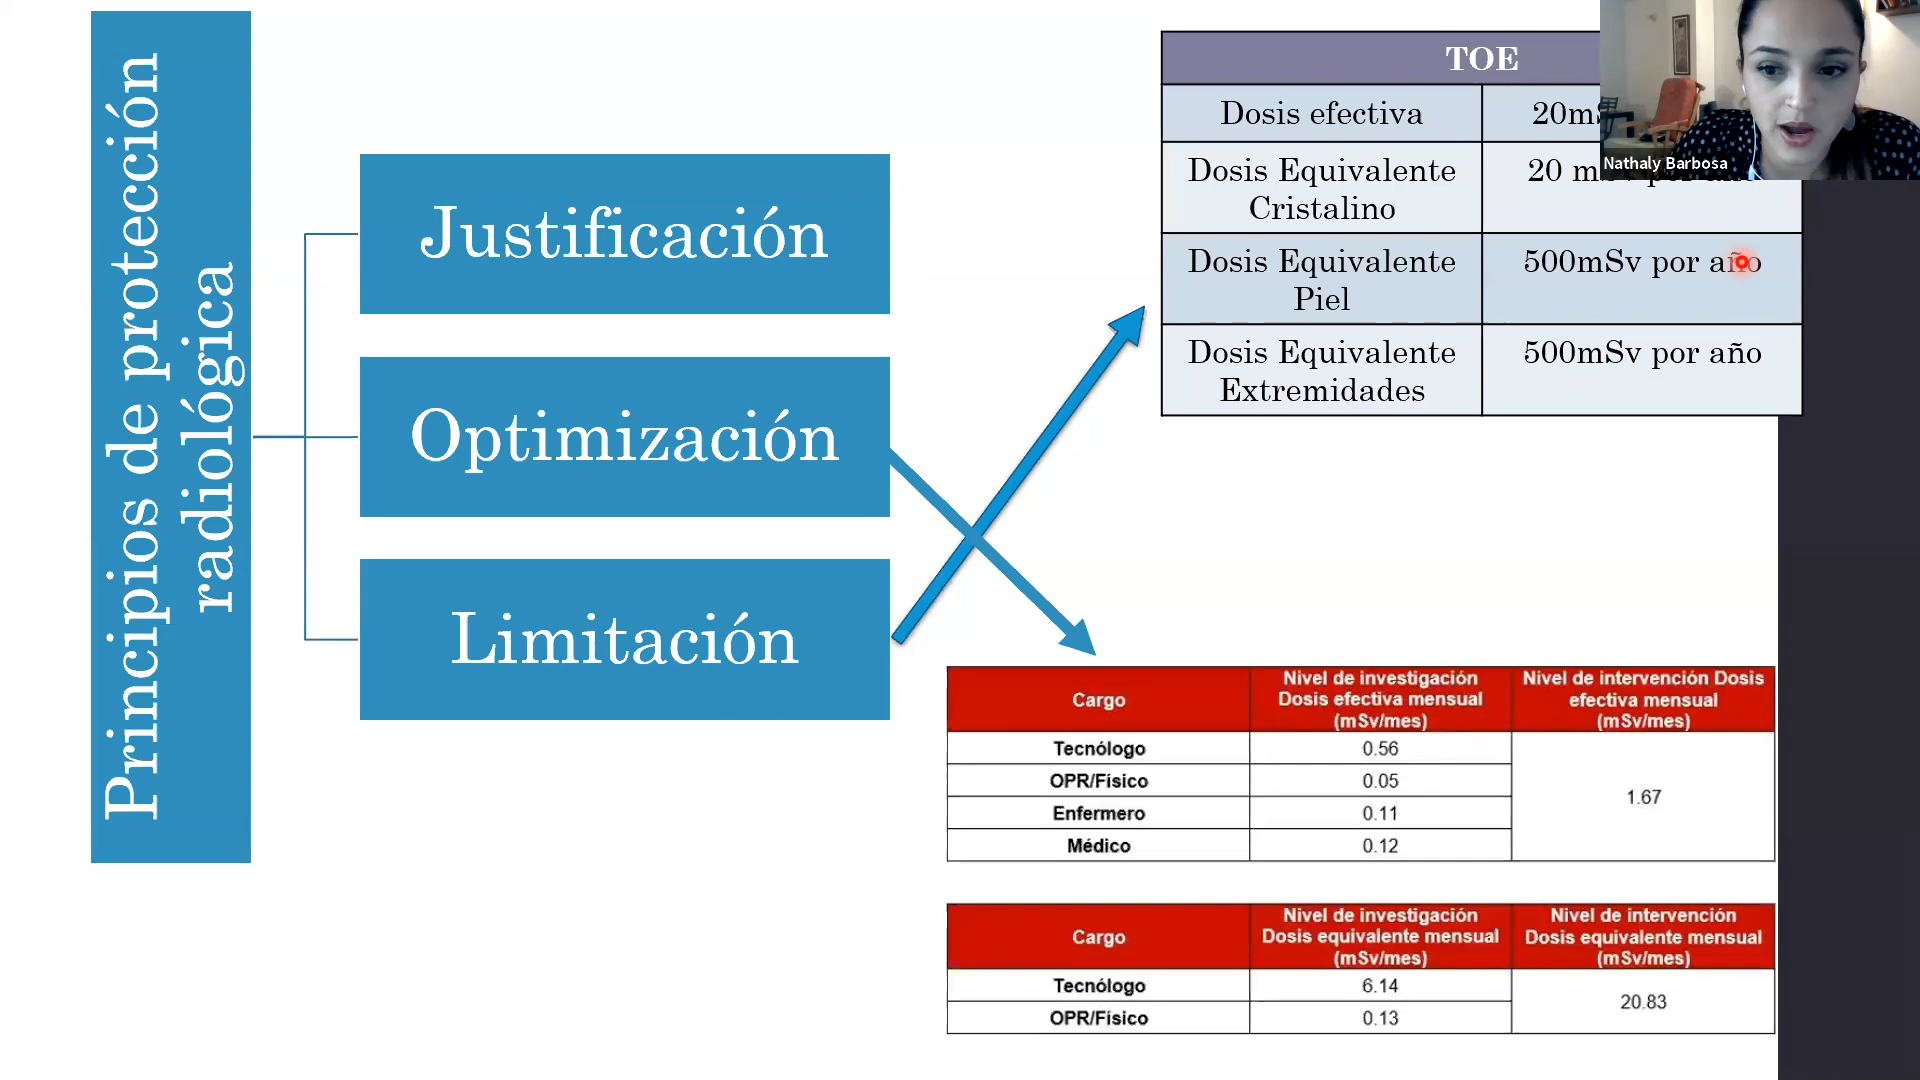 Principios de protección
radiológica
Justificación
Optimización
Limitación
TOE
Dosis efectiva
Dosis Equivalente 20
Cristalino
Dosis Equivalente 500mSv por año
Piel
Dosis Equivalente 500mSv por año
Extremidades
Nathaly Barbosa
Cargo
Nivel de investigación
Dosis efectiva mensual
(mSv/mes)
Nivel de intervención Dosis
efectiva mensual
(mSv/mes)
Tecnólogo 0.56
OPR/Físico 0.05
Enfermero 0.11
Médico 0.12
1.67
Cargo
Nivel de investigación
Dosis equivalente mensual
(mSv/mes)
Nivel de intervención
Dosis equivalente mensual
(mSv/mes)
Tecnólogo 6.14
OPR/Físico 0.13
20.83